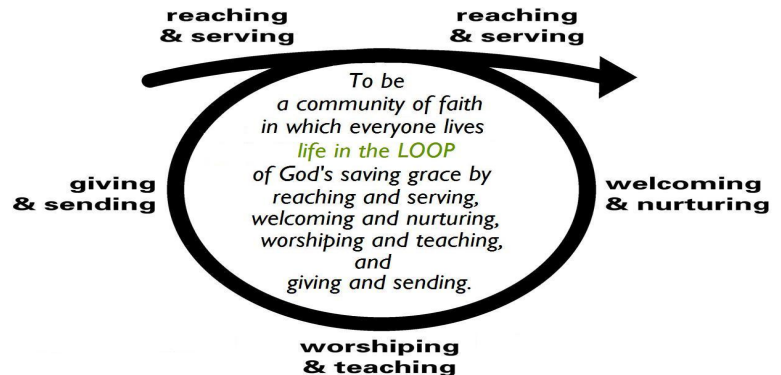 reaching
& serving
reaching
& serving
To be
a community of faith
in which everyone lives
life in the LOOP
of God's saving grace by
reaching and serving,
welcoming and nurturing,
worshiping and teaching,
and
giving and sending.
giving
& sending
welcoming
& nurturing
worshiping
& teaching